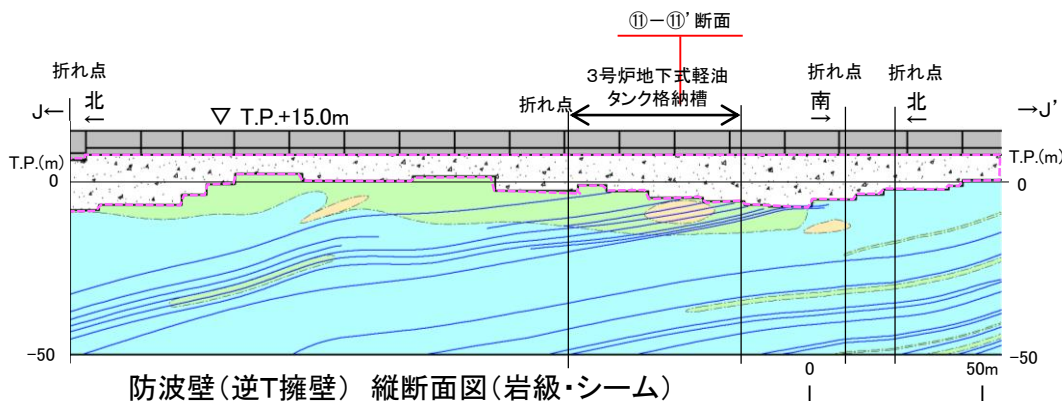 ⑪－⑪’断面
折れ点
3号炉地下式軽油
タンク格納槽
折れ点
折れ点
J←
北
←
▽ T.P.+15.0m
折れ点
南
→
北
←
→J'
T.P.(m)
T.P.(m)
0
0
-50
-50
防波壁(逆T擁壁) 縦断面図(岩級・シーム)
0
50m